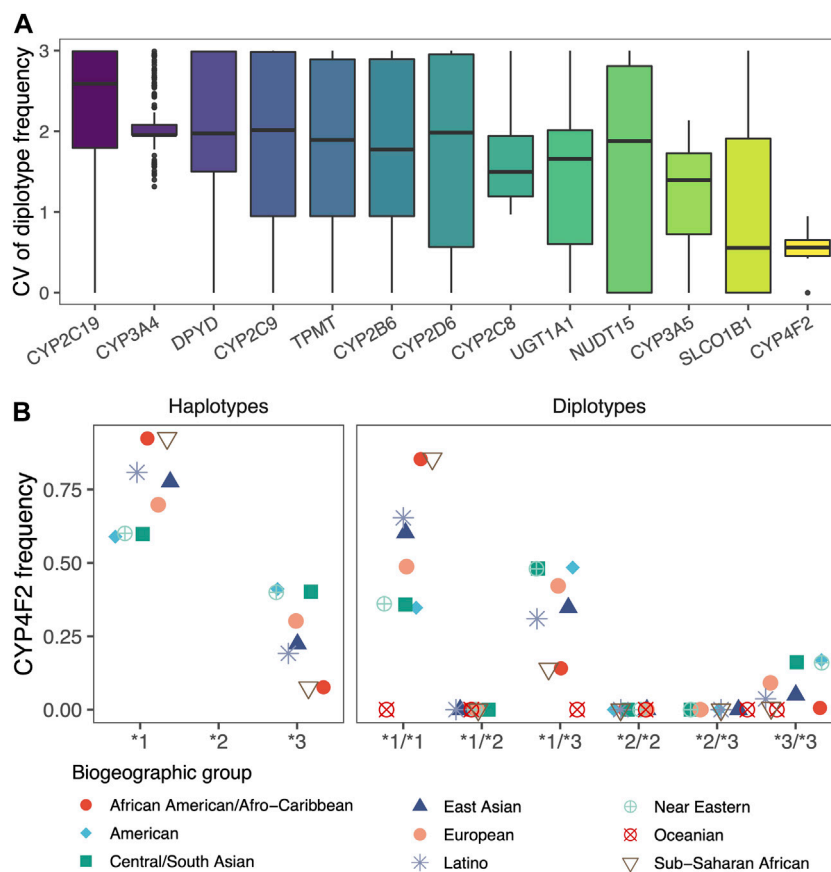 A
CV of diplotype frequency
3
2
1
0
CYP2C19
CYP3A4
DPYD
CYP2C9
TPMT
CYP2B6
CYP2D6
CYP2C8
UGT1A1
NUDT15
CYP3A5
SLCO1B1
CYP4F2
B
Haplotypes
Diplotypes
CYP4F2 frequency
0.75
0.50
0.25
0.00
*1
*2
*3
*1/*1
*1/*2
*1/*3
*2/*2
*2/*3
*3/*3
Biogeographic group
African American/Afro−Caribbean
American
Central/South Asian
East Asian
European
Latino
Near Eastern
Oceanian
Sub−Saharan African